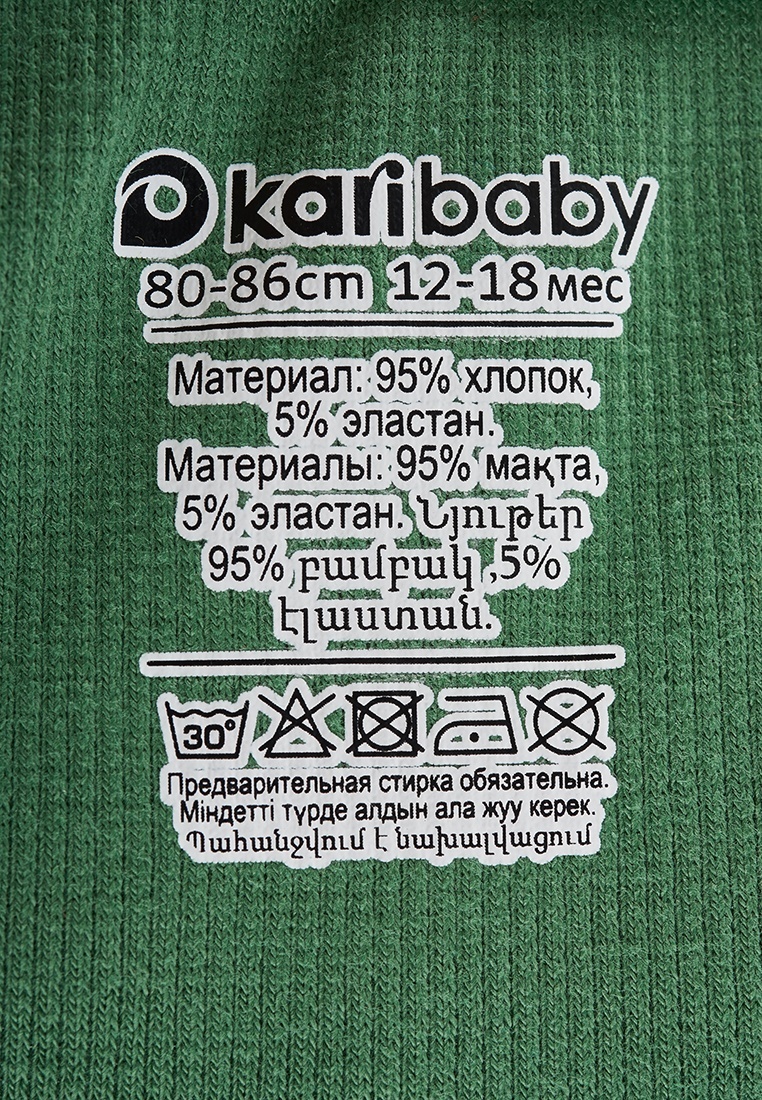 karibaby
80-86cm 12-18мес
Материал: 95% хлопок,
5% эластан.
Материалы: 95% мақта,
5% эластан. Նյութեր
95% բամբակ ,5%
էլաստան.
30°
Предварительная стирка обязательна.
Міндетті түрде алдын ала жуу керек.
Պահանջվում է նախալվացում